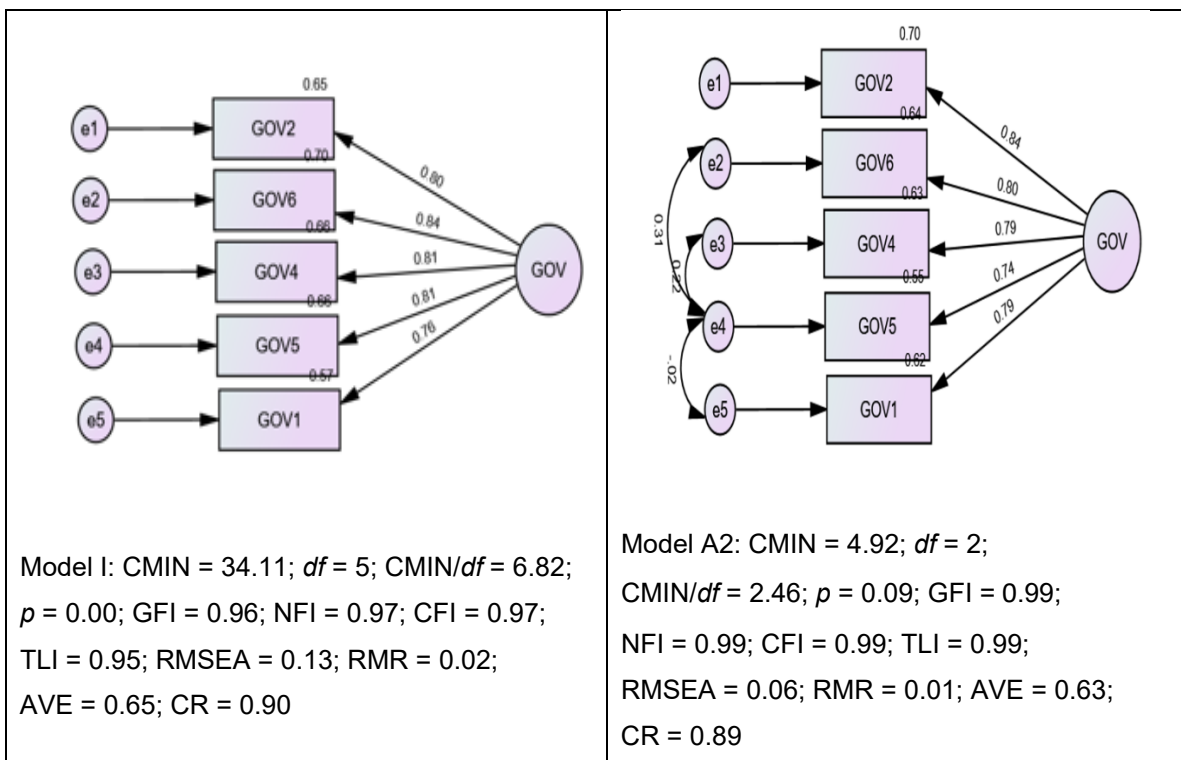 0.65
e1
GOV2
0.80
0.70
e2
GOV6
0.84
0.66
e3
GOV4
0.81
GOV
0.66
e4
GOV5
0.81
0.57
0.76
e5
GOV1
Model I: CMIN = 34.11; df = 5; CMIN/df = 6.82;
p = 0.00; GFI = 0.96; NFI = 0.97; CFI = 0.97;
TLI = 0.95; RMSEA = 0.13; RMR = 0.02;
AVE = 0.65; CR = 0.90
0.70
e1
GOV2
0.84
0.64
e2
GOV6
0.80
0.63
0.31
e3
GOV4
0.79
GOV
0.22
0.55
0.74
e4
GOV5
0.79
0.62
-.02
e5
GOV1
Model A2: CMIN = 4.92; df = 2;
CMIN/df = 2.46; p = 0.09; GFI = 0.99;
NFI = 0.99; CFI = 0.99; TLI = 0.99;
RMSEA = 0.06; RMR = 0.01; AVE = 0.63;
CR = 0.89